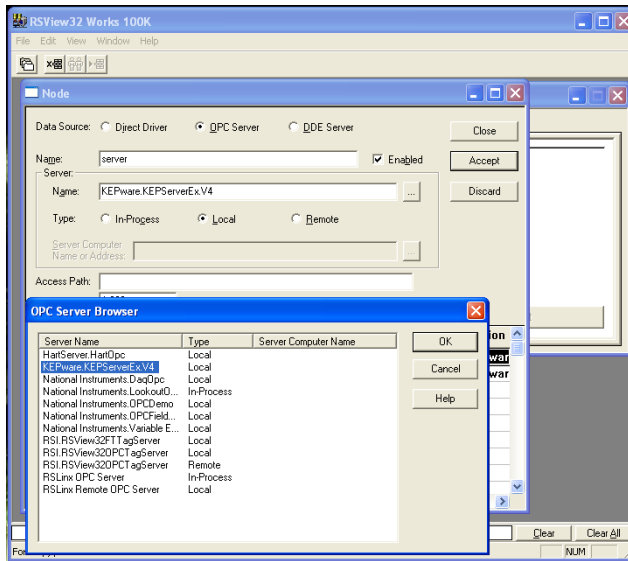 RSView32 Works 100K
File Edit View Window Help
Node
Data Source: Direct Driver OPC Server DDE Server Close
Name: server Enabled Accept
Server:
Name: KEPware.KEPServerEx.V4 ... Discard
Type: In-Process Local Remote
Server Computer
Name or Address: ...
Access Path:
OPC Server Browser
Server Name Type Server Computer Name OK
HartServer.HartOpc Local
KEPware.KEPServerEx.V4 Local Cancel
National Instruments.DaqOpc Local
National Instruments.LookoutO... In-Process
National Instruments.OPCDemo Local Help
National Instruments.OPCField... Local
National Instruments.Variable E... Local
RSI.RSView32FTTagServer Local
RSI.RSView32OPCTagServer Local
RSI.RSView32OPCTagServer Remote
RSLinx OPC Server In-Process
RSLinx Remote OPC Server Local
ion
war
war
Clear Clear All
NUM